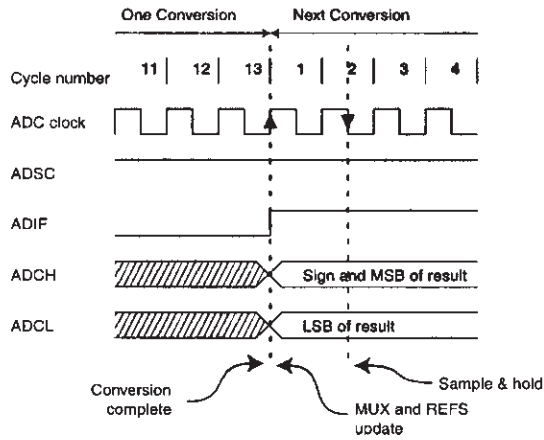 One Conversion Next Conversion
Cycle number 11 12 13 1 2 3 4
ADC clock
ADSC
ADIF
ADCH Sign and MSB of result
ADCL LSB of result
Conversion complete
MUX and REFS update
Sample & hold